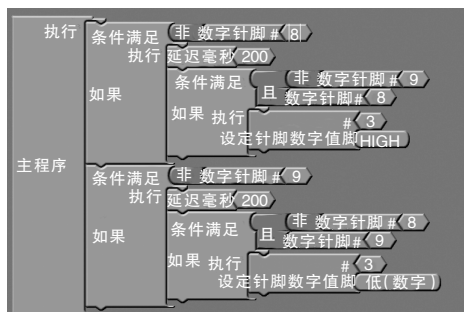 执行 条件满足 非 数字针脚 # 8
执行 延迟毫秒 200
条件满足 且 非 数字针脚 # 9
数字针脚# 8
如果 如果 执行 # 3
设定针脚数字值脚 HIGH
主程序
条件满足 非 数字针脚 # 9
执行 延迟毫秒 200
条件满足 且 非 数字针脚 # 8
数字针脚# 9
如果 如果 执行 # 3
设定针脚数字值脚 低(数字)